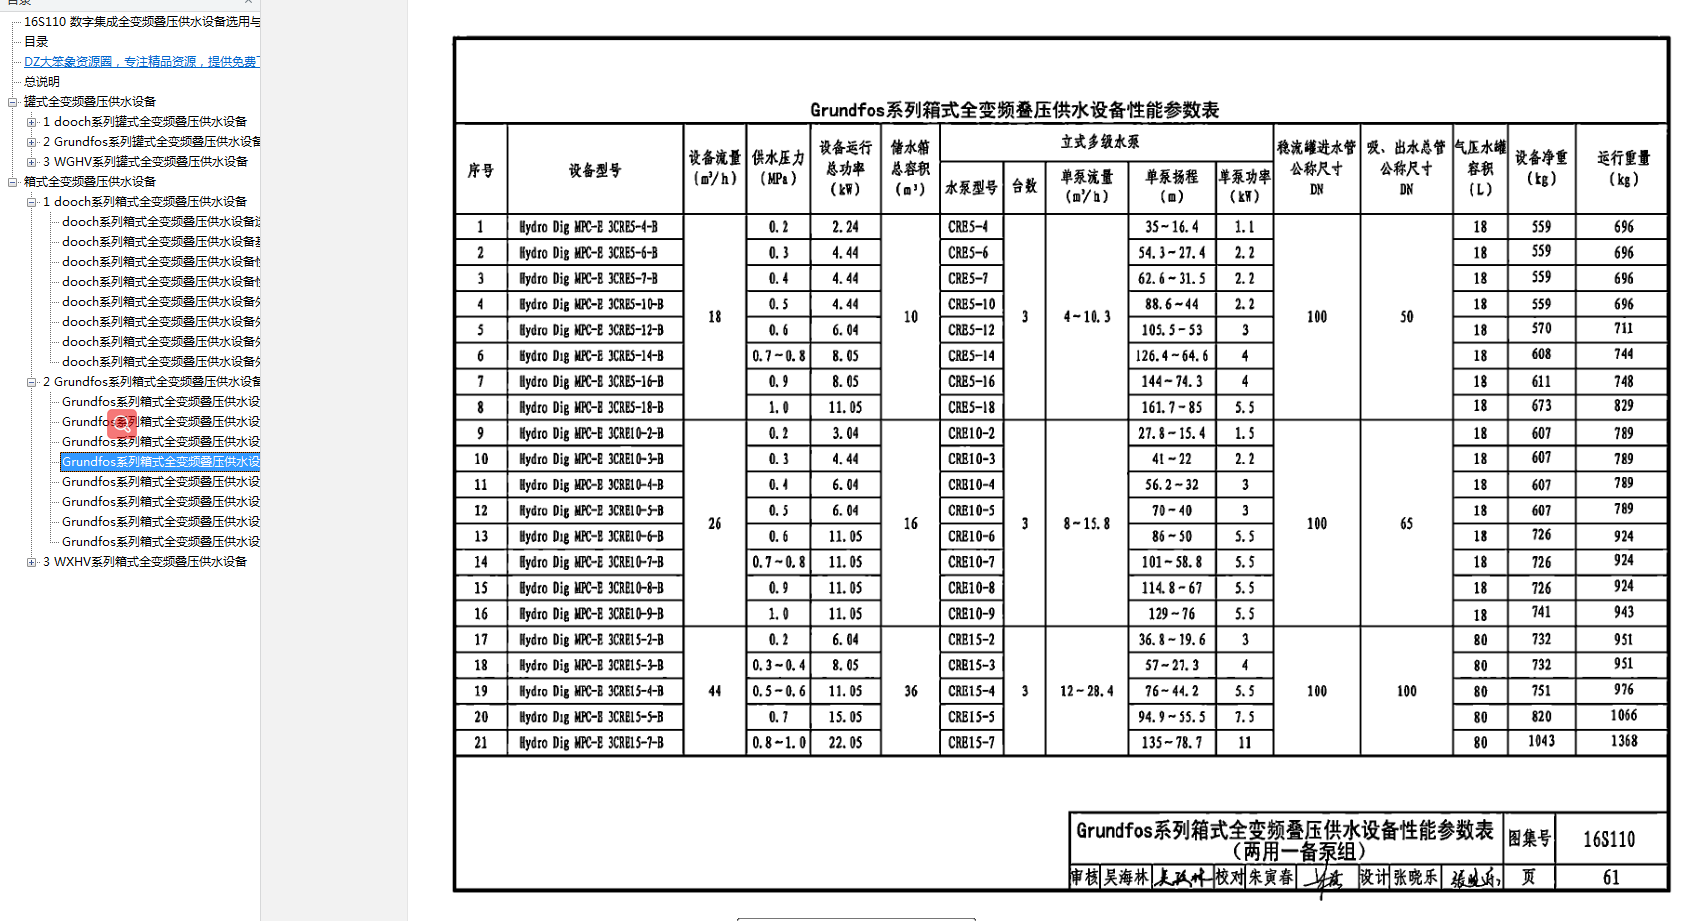 目录
16S110 数字集成全变频叠压供水设备选用与
目录
DZ大笨象资源圈，专注精品资源，提供免费下
总说明
罐式全变频叠压供水设备
1 dooch系列罐式全变频叠压供水设备
2 Grundfos系列罐式全变频叠压供水设备
3 WGHV系列罐式全变频叠压供水设备
箱式全变频叠压供水设备
1 dooch系列箱式全变频叠压供水设备
dooch系列箱式全变频叠压供水设备选
dooch系列箱式全变频叠压供水设备基
dooch系列箱式全变频叠压供水设备性
dooch系列箱式全变频叠压供水设备性
dooch系列箱式全变频叠压供水设备外
dooch系列箱式全变频叠压供水设备外
dooch系列箱式全变频叠压供水设备外
dooch系列箱式全变频叠压供水设备外
2 Grundfos系列箱式全变频叠压供水设备
Grundfos系列箱式全变频叠压供水设
Grundfos系列箱式全变频叠压供水设
Grundfos系列箱式全变频叠压供水设
Grundfos系列箱式全变频叠压供水设
Grundfos系列箱式全变频叠压供水设
Grundfos系列箱式全变频叠压供水设
Grundfos系列箱式全变频叠压供水设
Grundfos系列箱式全变频叠压供水设
3 WXHV系列箱式全变频叠压供水设备
Grundfos系列箱式全变频叠压供水设备性能参数表
序号 设备型号 设备流量(m³/h) 供水压力(MPa) 设备运行总功率(kW) 储水箱总容积(m³) 立式多级水泵 稳流罐进水管公称尺寸DN 吸、出水总管公称尺寸DN 气压水罐容积(L) 设备净重(kg) 运行重量(kg)
水泵型号 台数 单泵流量(m³/h) 单泵扬程(m) 单泵功率(kW)
1 Hydro Dig MPC-E 3CRE5-4-B 0.2 2.24 CRE5-4 35~16.4 1.1 18 559 696
2 Hydro Dig MPC-E 3CRE5-6-B 0.3 4.44 CRE5-6 54.3~27.4 2.2 18 559 696
3 Hydro Dig MPC-E 3CRE5-7-B 0.4 4.44 CRE5-7 62.6~31.5 2.2 18 559 696
4 Hydro Dig MPC-E 3CRE5-10-B 0.5 4.44 CRE5-10 88.6~44 2.2 18 559 696
18 10 3 4~10.3 100 50
5 Hydro Dig MPC-E 3CRE5-12-B 0.6 6.04 CRE5-12 105.5~53 3 18 570 711
6 Hydro Dig MPC-E 3CRE5-14-B 0.7~0.8 8.05 CRE5-14 126.4~64.6 4 18 608 744
7 Hydro Dig MPC-E 3CRE5-16-B 0.9 8.05 CRE5-16 144~74.3 4 18 611 748
8 Hydro Dig MPC-E 3CRE5-18-B 1.0 11.05 CRE5-18 161.7~85 5.5 18 673 829
9 Hydro Dig MPC-E 3CRE10-2-B 0.2 3.04 CRE10-2 27.8~15.4 1.5 18 607 789
10 Hydro Dig MPC-E 3CRE10-3-B 0.3 4.44 CRE10-3 41~22 2.2 18 607 789
11 Hydro Dig MPC-E 3CRE10-4-B 0.4 6.04 CRE10-4 56.2~32 3 18 607 789
12 Hydro Dig MPC-E 3CRE10-5-B 0.5 6.04 CRE10-5 70~40 3 18 607 789
26 16 3 8~15.8 100 65
13 Hydro Dig MPC-E 3CRE10-6-B 0.6 11.05 CRE10-6 86~50 5.5 18 726 924
14 Hydro Dig MPC-E 3CRE10-7-B 0.7~0.8 11.05 CRE10-7 101~58.8 5.5 18 726 924
15 Hydro Dig MPC-E 3CRE10-8-B 0.9 11.05 CRE10-8 114.8~67 5.5 18 726 924
16 Hydro Dig MPC-E 3CRE10-9-B 1.0 11.05 CRE10-9 129~76 5.5 18 741 943
17 Hydro Dig MPC-E 3CRE15-2-B 0.2 6.04 CRE15-2 36.8~19.6 3 80 732 951
18 Hydro Dig MPC-E 3CRE15-3-B 0.3~0.4 8.05 CRE15-3 57~27.3 4 80 732 951
19 Hydro Dig MPC-E 3CRE15-4-B 44 0.5~0.6 11.05 36 CRE15-4 3 12~28.4 76~44.2 5.5 100 100 80 751 976
20 Hydro Dig MPC-E 3CRE15-5-B 0.7 15.05 CRE15-5 94.9~55.5 7.5 80 820 1066
21 Hydro Dig MPC-E 3CRE15-7-B 0.8~1.0 22.05 CRE15-7 135~78.7 11 80 1043 1368
Grundfos系列箱式全变频叠压供水设备性能参数表
（两用一备泵组）
图集号 16S110
审核 吴海林 校对 朱寅春 设计 张晓乐 页 61